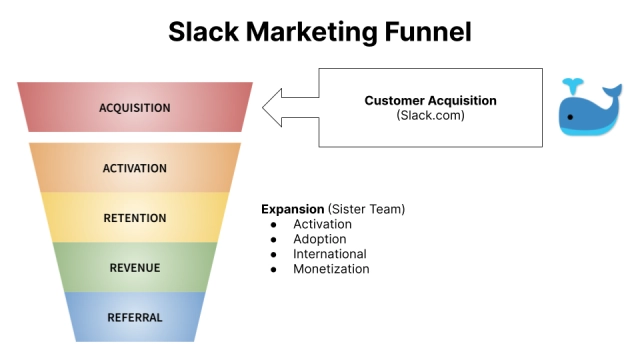 Slack Marketing Funnel
ACQUISITION
Customer Acquisition
(Slack.com)
ACTIVATION
RETENTION
REVENUE
REFERRAL
Expansion (Sister Team)
● Activation
● Adoption
● International
● Monetization